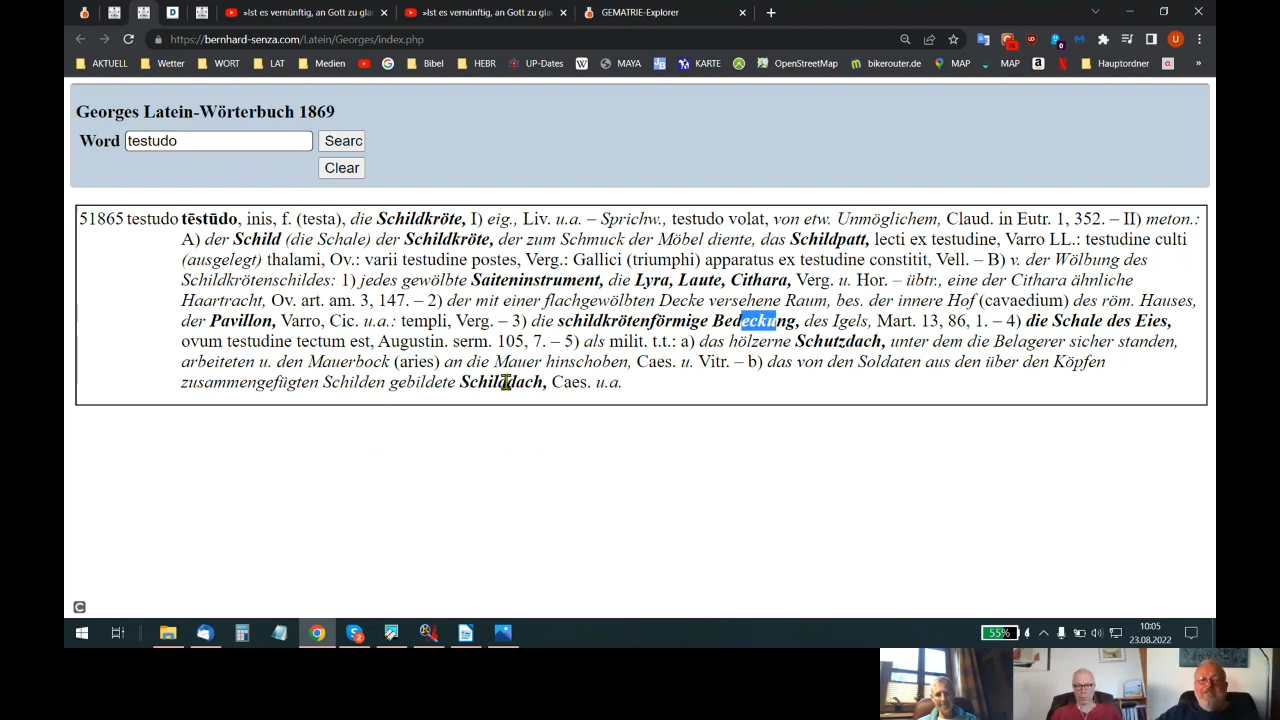 »Ist es vernünftig, an Gott zu gla
»Ist es vernünftig, an Gott zu gla
GEMATRIE-Explorer
https://bernhard-senza.com/Latein/Georges/index.php
AKTUELL Wetter WORT LAT Medien Bibel HEBR UP-Dates MAYA KARTE OpenStreetMap bikerouter.de MAP MAP Hauptordner
Georges Latein-Wörterbuch 1869
Word testudo Searc
Clear
51865 testudo tēstūdo, inis, f. (testa), die Schildkröte, I) eig., Liv. u.a. – Sprichw., testudo volat, von etw. Unmöglichem, Claud. in Eutr. 1, 352. – II) meton.:
A) der Schild (die Schale) der Schildkröte, der zum Schmuck der Möbel diente, das Schildpatt, lecti ex testudine, Varro LL.: testudine culti
(ausgelegt) thalami, Ov.: varii testudine postes, Verg.: Gallici (triumphi) apparatus ex testudine constitit, Vell. – B) v. der Wölbung des
Schildkrötenschildes: 1) jedes gewölbte Saiteninstrument, die Lyra, Laute, Cithara, Verg. u. Hor. – übtr., eine der Cithara ähnliche
Haartracht, Ov. art. am. 3, 147. – 2) der mit einer flachgewölbten Decke versehene Raum, bes. der innere Hof (cavaedium) des röm. Hauses,
der Pavillon, Varro, Cic. u.a.: templi, Verg. – 3) die schildkrötenförmige Bedeckung, des Igels, Mart. 13, 86, 1. – 4) die Schale des Eies,
ovum testudine tectum est, Augustin. serm. 105, 7. – 5) als milit. t.t.: a) das hölzerne Schutzdach, unter dem die Belagerer sicher standen,
arbeiteten u. den Mauerbock (aries) an die Mauer hinschoben, Caes. u. Vitr. – b) das von den Soldaten aus den über den Köpfen
zusammengefügten Schilden gebildete Schilddach, Caes. u.a.
55%
10:05
23.08.2022